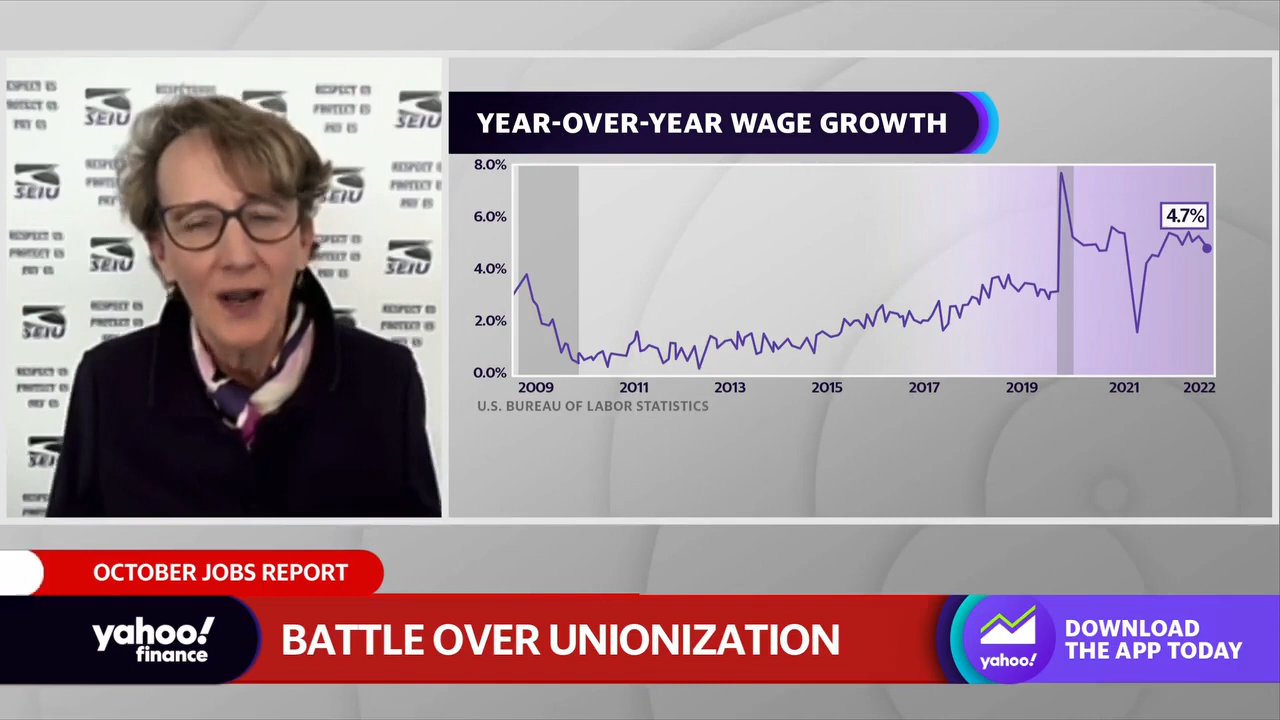 RESPECT US
PROTECT US
PAY US
SEIU
YEAR-OVER-YEAR WAGE GROWTH
8.0%
6.0%
4.0%
2.0%
0.0%
4.7%
2009 2011 2013 2015 2017 2019 2021 2022
U.S. BUREAU OF LABOR STATISTICS
OCTOBER JOBS REPORT
yahoo!
finance
BATTLE OVER UNIONIZATION
yahoo!
DOWNLOAD
THE APP TODAY